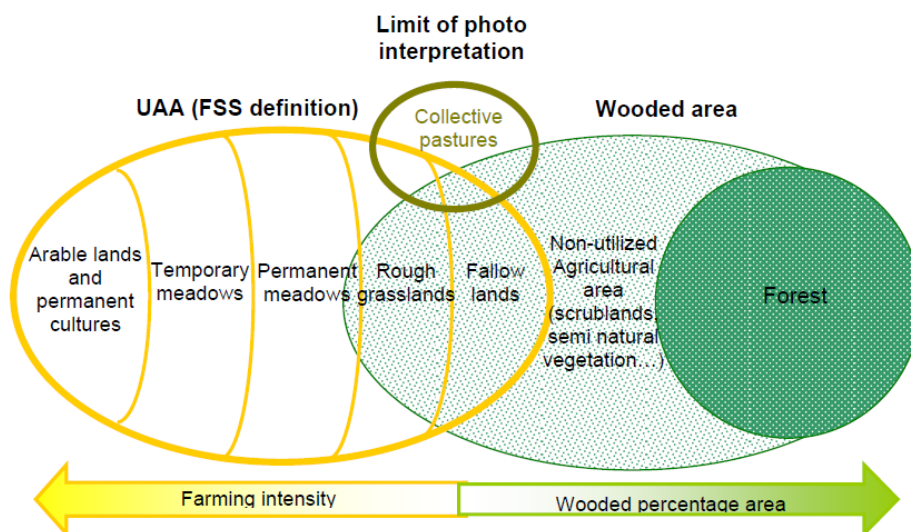 Limit of photo
interpretation
UAA (FSS definition)
Collective
pastures
Wooded area
Arable lands
and
permanent
cultures
Temporary
meadows
Permanent
meadows
Rough
grasslands
Fallow
lands
Non-utilized
Agricultural
area
(scrublands,
semi natural
vegetation…)
Forest
Farming intensity
Wooded percentage area